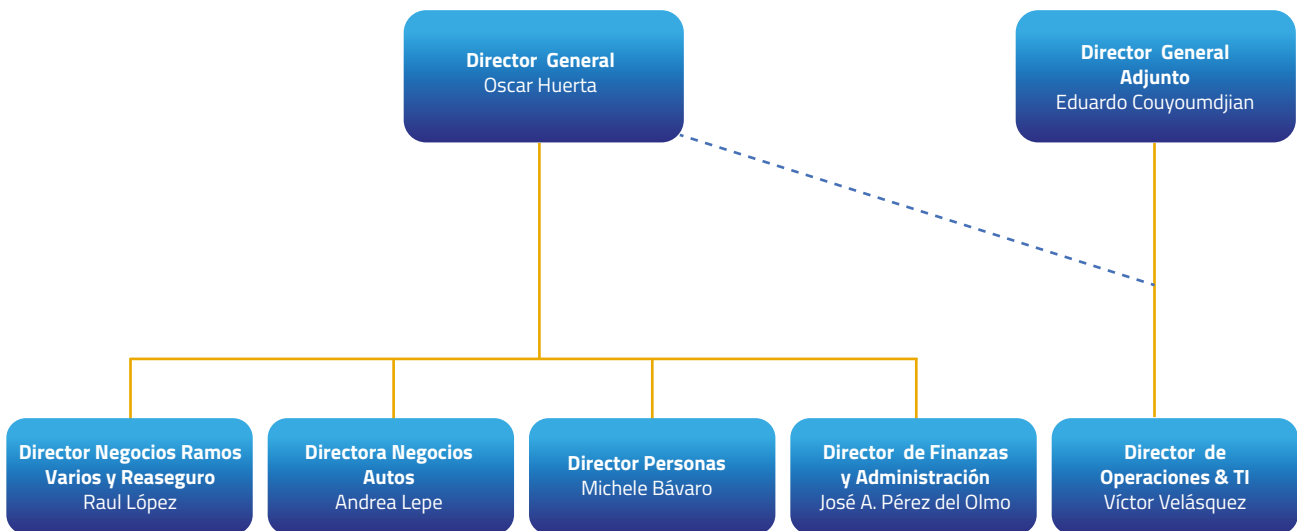 Director General
Oscar Huerta
Director General
Adjunto
Eduardo Couyoumdjian
Director Negocios Ramos
Varios y Reaseguro
Raul López
Directora Negocios
Autos
Andrea Lepe
Director Personas
Michele Bávaro
Director de Finanzas
y Administración
José A. Pérez del Olmo
Director de
Operaciones & TI
Víctor Velásquez